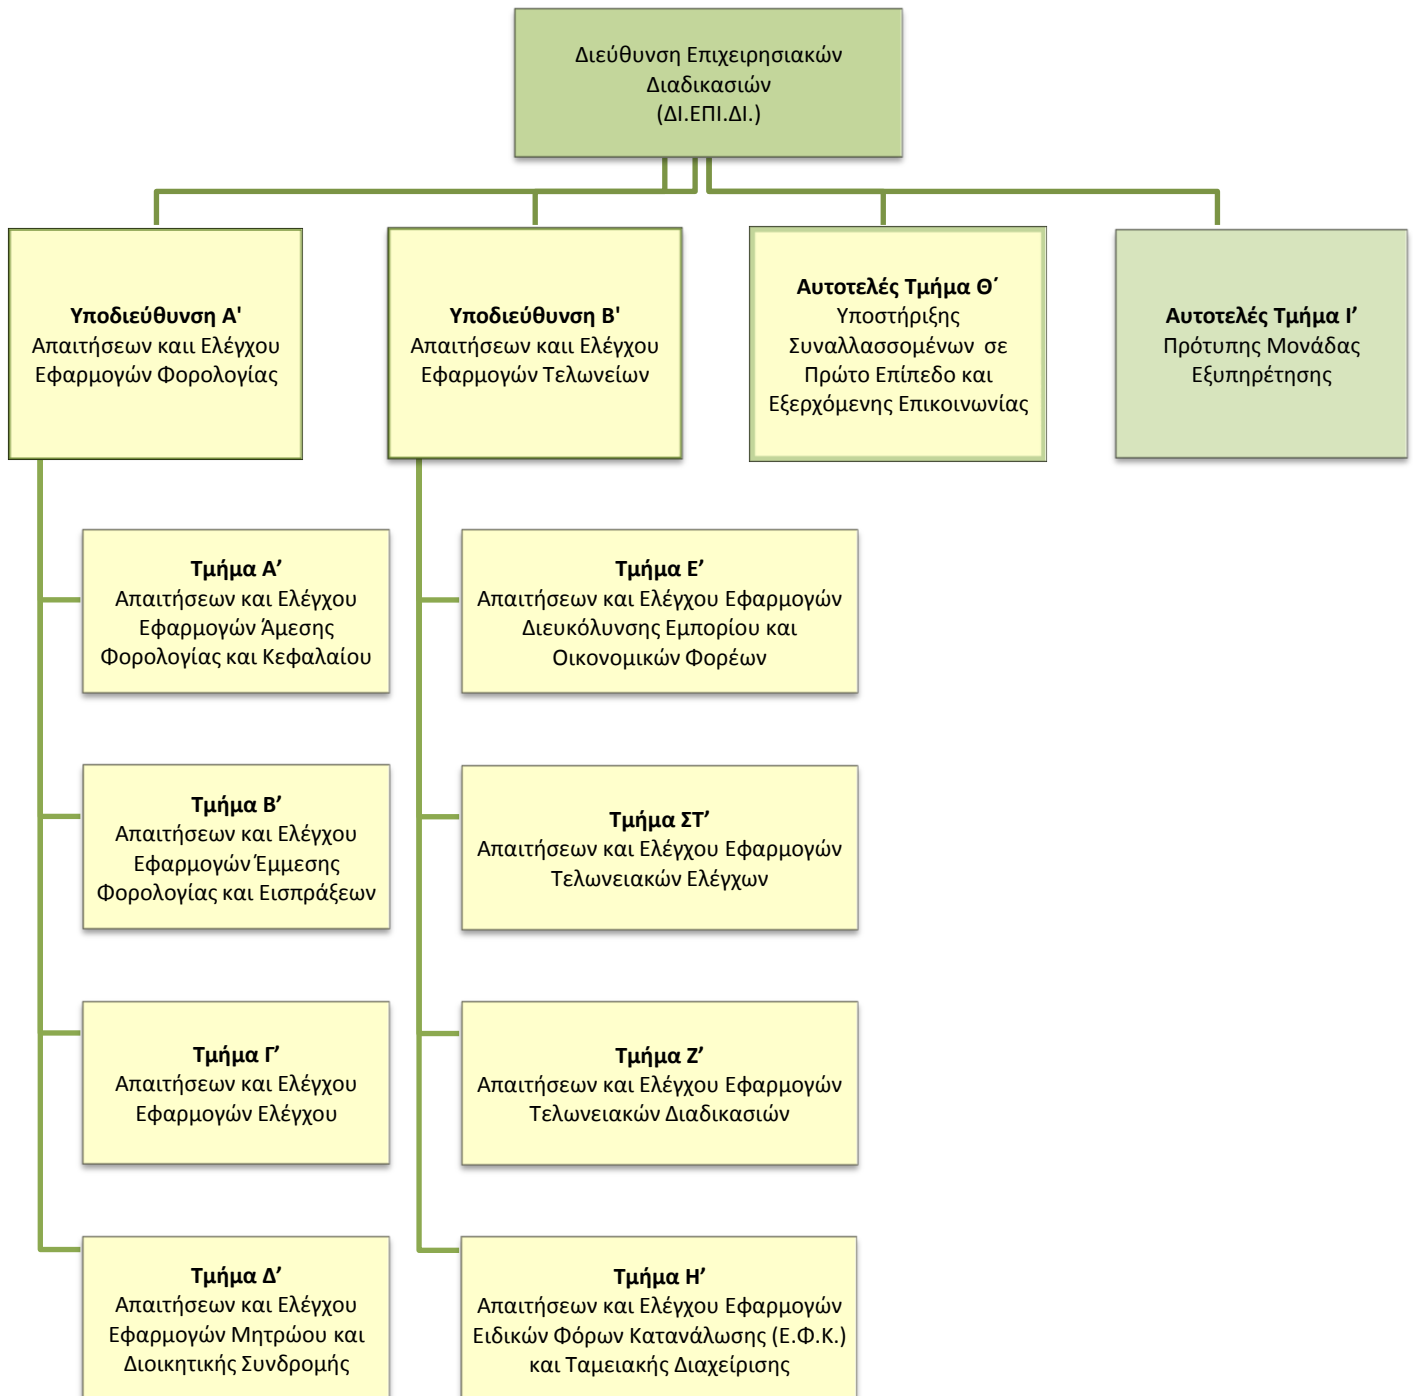 Διεύθυνση Επιχειρησιακών
Διαδικασιών
(ΔΙ.ΕΠΙ.ΔΙ.)
Υποδιεύθυνση Α'
Απαιτήσεων καιι Ελέγχου
Εφαρμογών Φορολογίας
Υποδιεύθυνση Β'
Απαιτήσεων καιι Ελέγχου
Εφαρμογών Τελωνείων
Αυτοτελές Τμήμα Θ΄
Υποστήριξης
Συναλλασσομένων σε
Πρώτο Επίπεδο και
Εξερχόμενης Επικοινωνίας
Αυτοτελές Τμήμα Ι’
Πρότυπης Μονάδας
Εξυπηρέτησης
Τμήμα Α’
Απαιτήσεων και Ελέγχου
Εφαρμογών Άμεσης
Φορολογίας και Κεφαλαίου
Τμήμα Β’
Απαιτήσεων και Ελέγχου
Εφαρμογών Έμμεσης
Φορολογίας και Εισπράξεων
Τμήμα Γ’
Απαιτήσεων και Ελέγχου
Εφαρμογών Ελέγχου
Τμήμα Δ’
Απαιτήσεων και Ελέγχου
Εφαρμογών Μητρώου και
Διοικητικής Συνδρομής
Τμήμα Ε’
Απαιτήσεων και Ελέγχου Εφαρμογών
Διευκόλυνσης Εμπορίου και
Οικονομικών Φορέων
Τμήμα ΣΤ’
Απαιτήσεων και Ελέγχου Εφαρμογών
Τελωνειακών Ελέγχων
Τμήμα Ζ’
Απαιτήσεων και Ελέγχου Εφαρμογών
Τελωνειακών Διαδικασιών
Τμήμα Η’
Απαιτήσεων και Ελέγχου Εφαρμογών
Ειδικών Φόρων Κατανάλωσης (Ε.Φ.Κ.)
και Ταμειακής Διαχείρισης